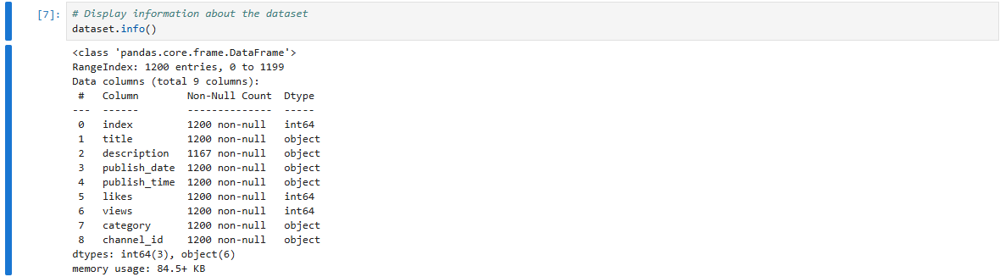 [7]: # Display information about the dataset
dataset.info()
<class 'pandas.core.frame.DataFrame'>
RangeIndex: 1200 entries, 0 to 1199
Data columns (total 9 columns):
 #   Column        Non-Null Count  Dtype
---  ------        --------------  -----
 0   index         1200 non-null   int64
 1   title         1200 non-null   object
 2   description   1167 non-null   object
 3   publish_date  1200 non-null   object
 4   publish_time  1200 non-null   object
 5   likes         1200 non-null   int64
 6   views         1200 non-null   int64
 7   category      1200 non-null   object
 8   channel_id    1200 non-null   object
dtypes: int64(3), object(6)
memory usage: 84.5+ KB